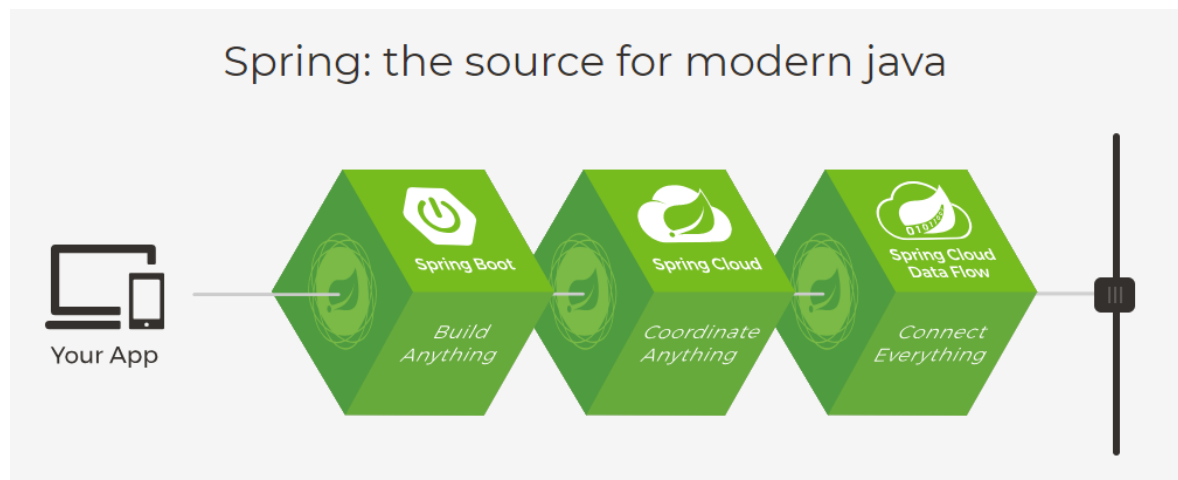 Spring: the source for modern java
Your App
Spring Boot
Build
Anything
Spring Cloud
Coordinate
Anything
Spring Cloud
Data Flow
Connect
Everything